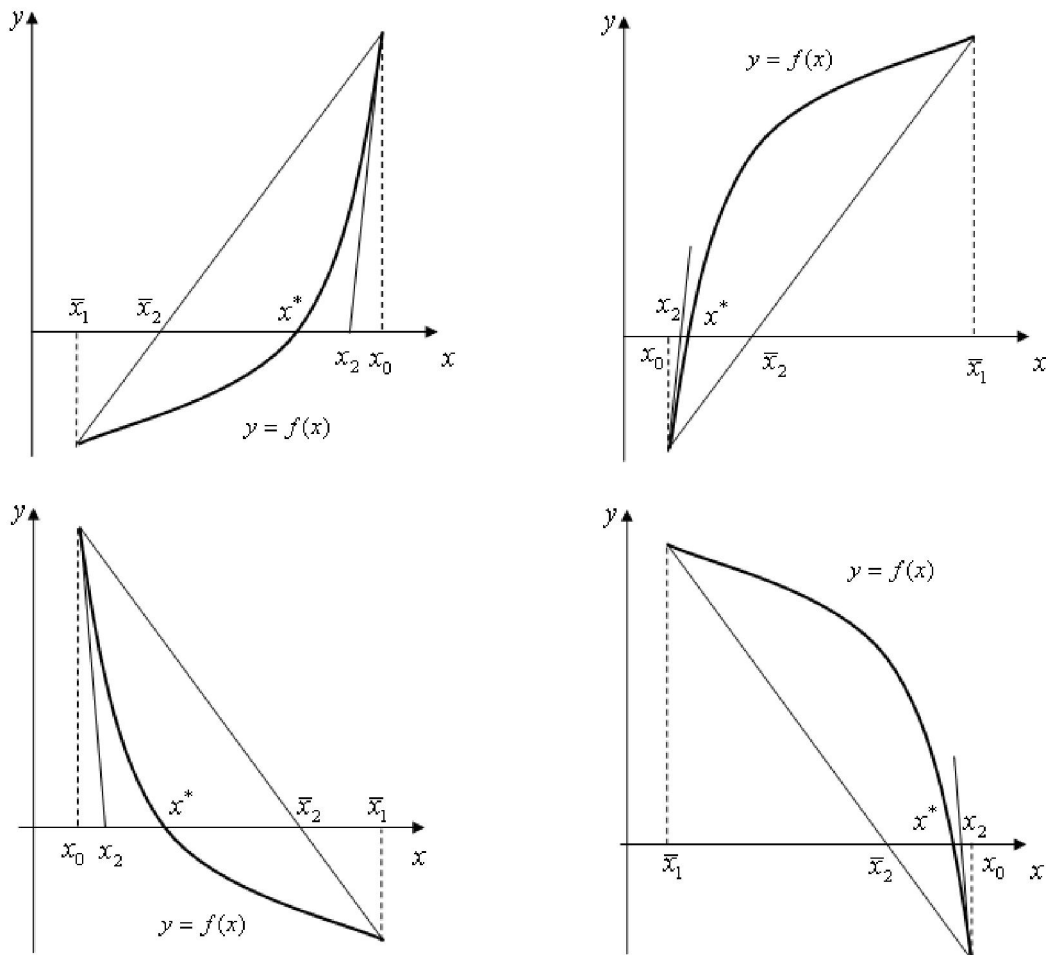 y
x̄₁ x̄₂ x*
x₂ x₀ x
y = f(x)
y
y = f(x)
x₂ x*
x₀ x̄₂ x̄₁ x
y
x* x̄₂ x̄₁
x₀ x₂ x
y = f(x)
y
y = f(x)
x* x₂
x̄₁ x̄₂ x₀ x